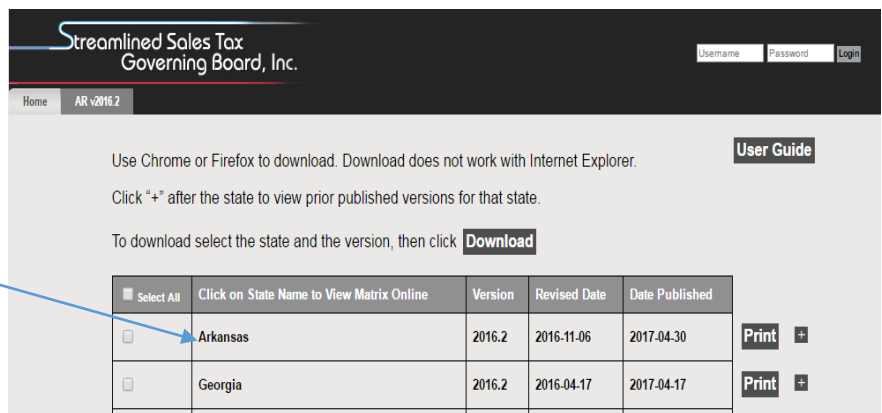 Streamlined Sales Tax
Governing Board, Inc.
Username Password Login
Home AR v2016.2
Use Chrome or Firefox to download. Download does not work with Internet Explorer.
User Guide
Click “+” after the state to view prior published versions for that state.
To download select the state and the version, then click Download
Select All Click on State Name to View Matrix Online Version Revised Date Date Published
Arkansas 2016.2 2016-11-06 2017-04-30 Print +
Georgia 2016.2 2016-04-17 2017-04-17 Print +